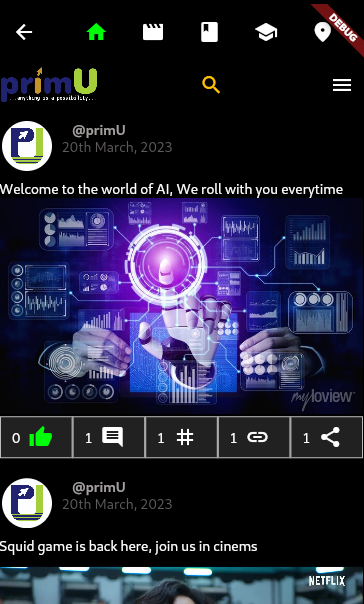 DEBUG
primU
...anything is a possibility..
@primU
20th March, 2023
Welcome to the world of AI, We roll with you everytime
myloview
0
1
1
1
1
@primU
20th March, 2023
Squid game is back here, join us in cinems
NETFLIX